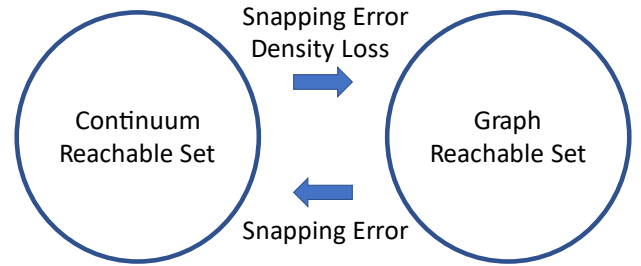 Snapping Error
Density Loss
Continuum
Reachable Set
Graph
Reachable Set
Snapping Error